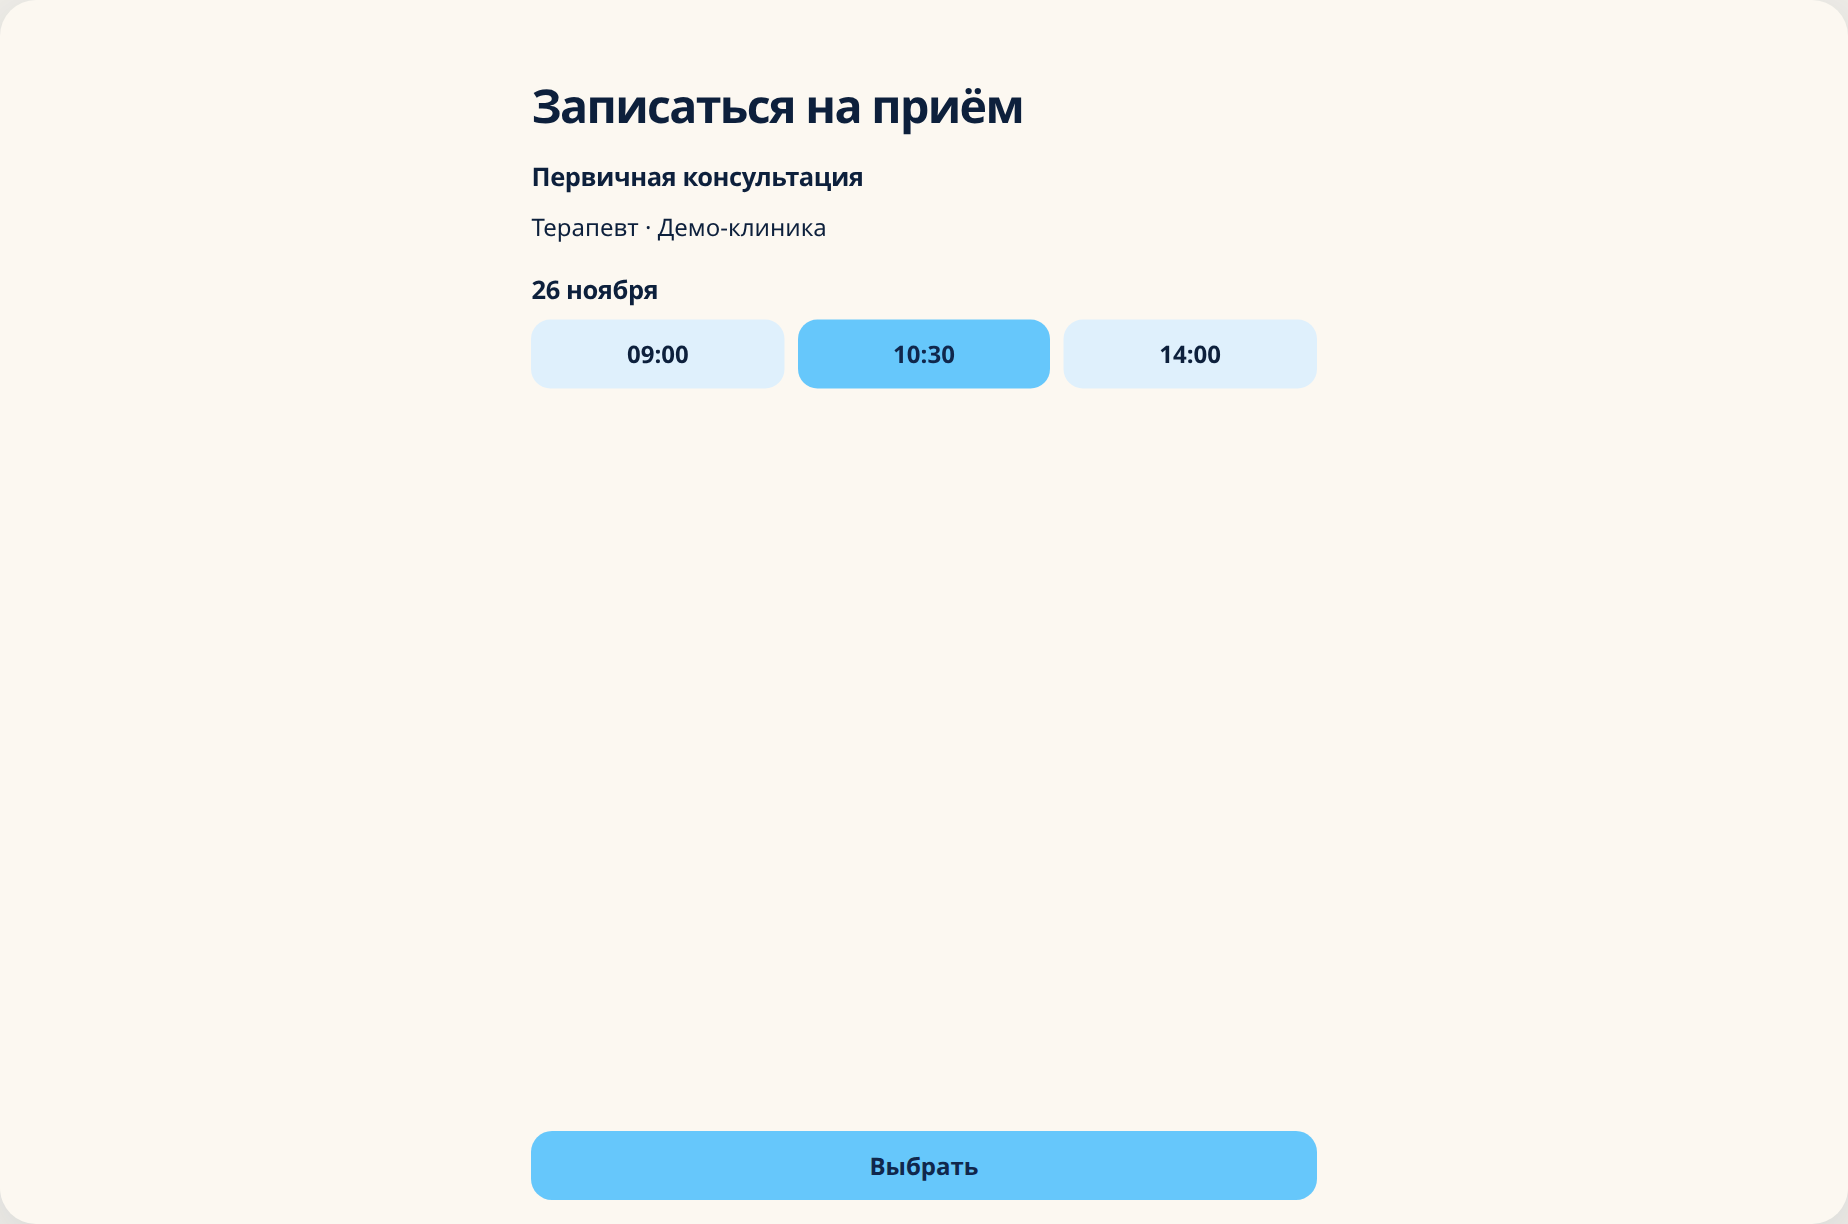 Записаться на приём
Первичная консультация
Терапевт · Демо-клиника
26 ноября
09:00 10:30 14:00
Выбрать